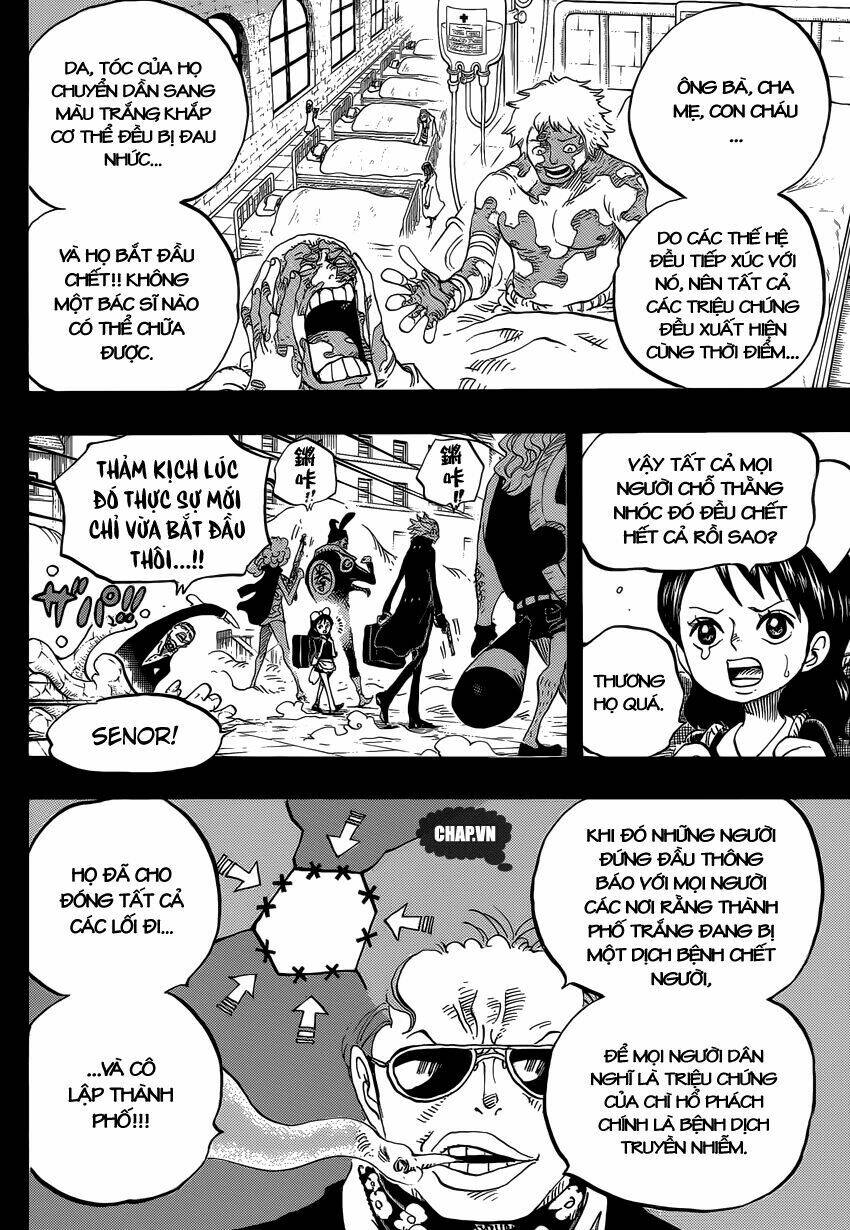 ÔNG BÀ, CHA
MẸ, CON CHÁU
...
DO CÁC THẾ HỆ
ĐỀU TIẾP XÚC VỚI
NÓ, NÊN TẤT CẢ
CÁC TRIỆU CHỨNG
ĐỀU XUẤT HIỆN
CÙNG THỜI ĐIỂM...
DA, TÓC CỦA HỌ
CHUYỂN DẦN SANG
MÀU TRẮNG KHẮP
CƠ THỂ ĐỀU BỊ ĐAU
NHỨC...
VÀ HỌ BẮT ĐẦU
CHẾT!! KHÔNG
MỘT BÁC SĨ NÀO
CÓ THỂ CHỮA
ĐƯỢC.
VẬY TẤT CẢ MỌI
NGƯỜI CHỖ THẰNG
NHÓC ĐÓ ĐỀU CHẾT
HẾT CẢ RỒI SAO?
THƯƠNG
HỌ QUÁ.
鏘
咔
!!
鏘
咔
!!
THẢM KỊCH LÚC
ĐÓ THỰC SỰ MỚI
CHỈ VỪA BẮT ĐẦU
THÔI...!!
ザパ!!
SENOR!
CHAP.VN
KHI ĐÓ NHỮNG NGƯỜI
ĐỨNG ĐẦU THÔNG
BÁO VỚI MỌI NGƯỜI
CÁC NƠI RẰNG THÀNH
PHỐ TRẮNG ĐANG BỊ
MỘT DỊCH BỆNH CHẾT
NGƯỜI,
ĐỂ MỌI NGƯỜI DÂN
NGHĨ LÀ TRIỆU CHỨNG
CỦA CHÌ HỔ PHÁCH
CHÍNH LÀ BỆNH DỊCH
TRUYỀN NHIỄM.
HỌ ĐÃ CHO
ĐÓNG TẤT CẢ
CÁC LỐI ĐI...
...VÀ CÔ
LẬP THÀNH
PHỐ!!!